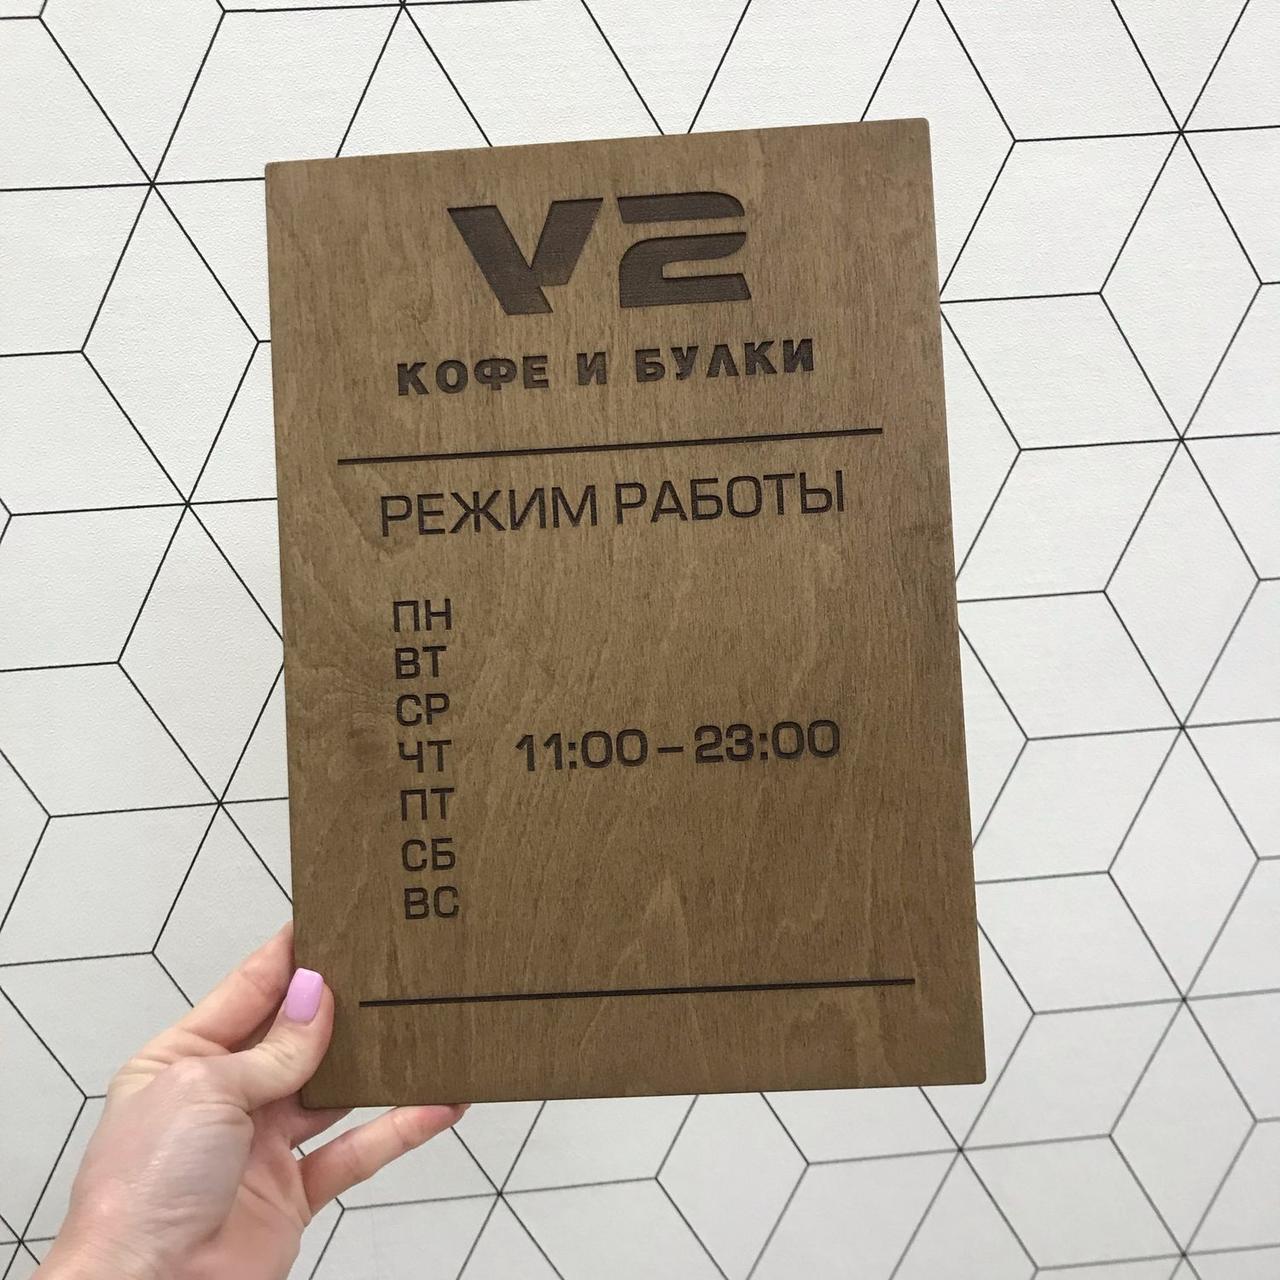 V2
КОФЕ И БУЛКИ
РЕЖИМ РАБОТЫ
ПН
ВТ
СР
ЧТ 11:00 – 23:00
ПТ
СБ
ВС